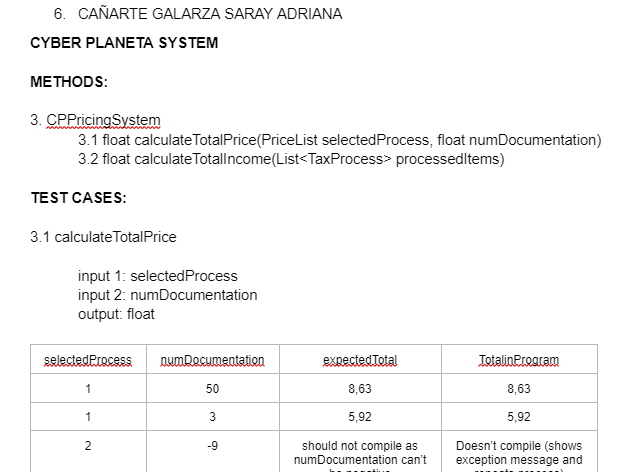 6. CAÑARTE GALARZA SARAY ADRIANA
CYBER PLANETA SYSTEM
METHODS:
3. CPPricingSystem
3.1 float calculateTotalPrice(PriceList selectedProcess, float numDocumentation)
3.2 float calculateTotalIncome(List<TaxProcess> processedItems)
TEST CASES:
3.1 calculateTotalPrice
input 1: selectedProcess
input 2: numDocumentation
output: float
selectedProcess numDocumentation expectedTotal TotalinProgram
1 50 8,63 8,63
1 3 5,92 5,92
2 -9 should not compile as Doesn't compile (shows
numDocumentation can't exception message and